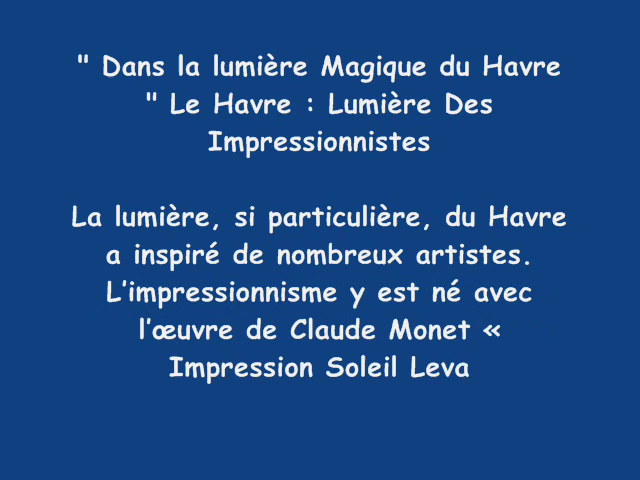 " Dans la lumière Magique du Havre
" Le Havre : Lumière Des
Impressionnistes
La lumière, si particulière, du Havre
a inspiré de nombreux artistes.
L’impressionnisme y est né avec
l’œuvre de Claude Monet «
Impression Soleil Leva